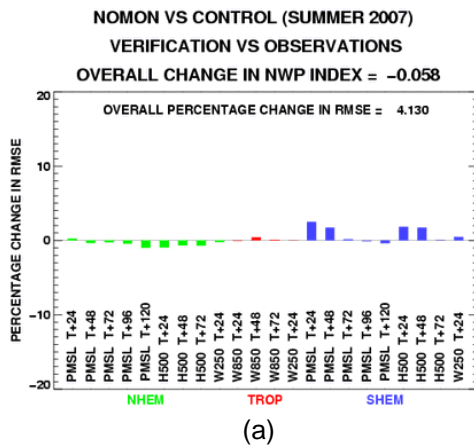 NOMON VS CONTROL (SUMMER 2007)
VERIFICATION VS OBSERVATIONS
OVERALL CHANGE IN NWP INDEX = −0.058
OVERALL PERCENTAGE CHANGE IN RMSE = 4.130
PERCENTAGE CHANGE IN RMSE
20
10
0
−10
−20
PMSL T+24
PMSL T+48
PMSL T+72
PMSL T+96
PMSL T+120
H500 T+24
H500 T+48
H500 T+72
W250 T+24
W850 T+24
W850 T+48
W850 T+72
W250 T+24
PMSL T+24
PMSL T+48
PMSL T+72
PMSL T+96
PMSL T+120
H500 T+24
H500 T+48
H500 T+72
W250 T+24
NHEM TROP SHEM
(a)